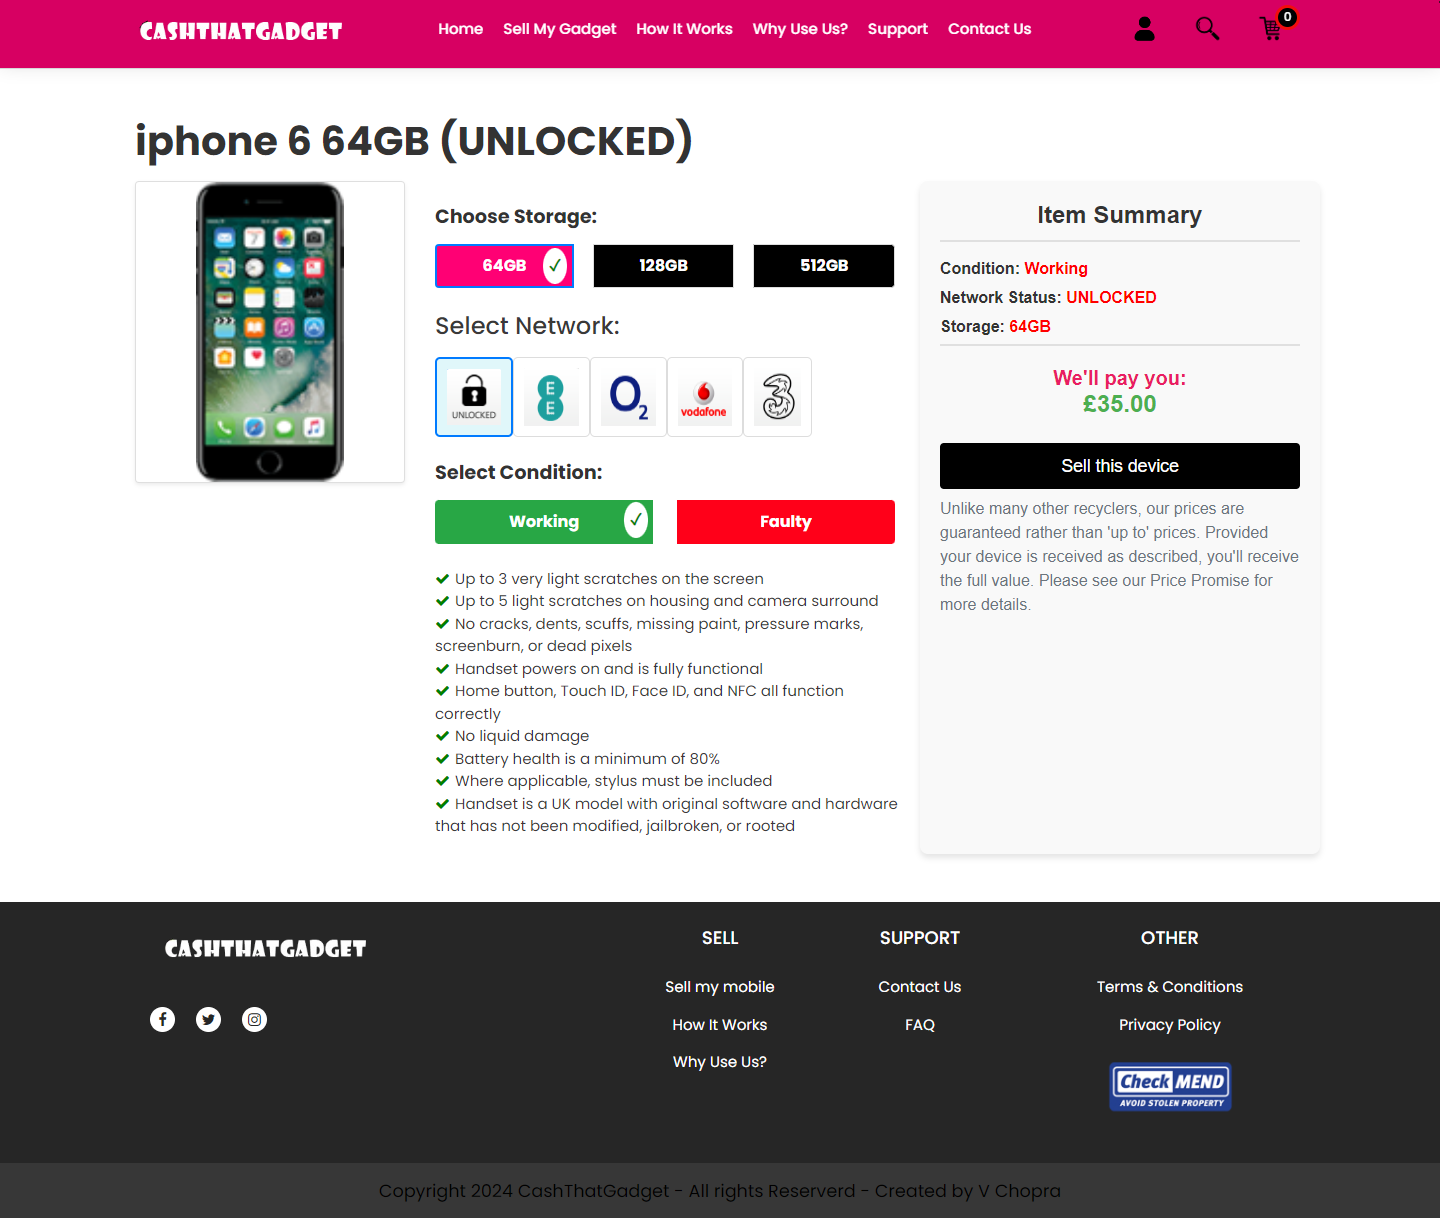 CASHTHATGADGET
Home Sell My Gadget How It Works Why Use Us? Support Contact Us
0
iphone 6 64GB (UNLOCKED)
Choose Storage:
64GB ✓ 128GB 512GB
Select Network:
UNLOCKED
EE
O2
vodafone
3
Select Condition:
Working ✓ Faulty
✔ Up to 3 very light scratches on the screen
✔ Up to 5 light scratches on housing and camera surround
✔ No cracks, dents, scuffs, missing paint, pressure marks,
screenburn, or dead pixels
✔ Handset powers on and is fully functional
✔ Home button, Touch ID, Face ID, and NFC all function
correctly
✔ No liquid damage
✔ Battery health is a minimum of 80%
✔ Where applicable, stylus must be included
✔ Handset is a UK model with original software and hardware
that has not been modified, jailbroken, or rooted
Item Summary
Condition: Working
Network Status: UNLOCKED
Storage: 64GB
We'll pay you:
£35.00
Sell this device
Unlike many other recyclers, our prices are
guaranteed rather than 'up to' prices. Provided
your device is received as described, you'll receive
the full value. Please see our Price Promise for
more details.
CASHTHATGADGET
SELL
Sell my mobile
How It Works
Why Use Us?
SUPPORT
Contact Us
FAQ
OTHER
Terms & Conditions
Privacy Policy
CheckMEND
AVOID STOLEN PROPERTY
Copyright 2024 CashThatGadget - All rights Reserverd - Created by V Chopra